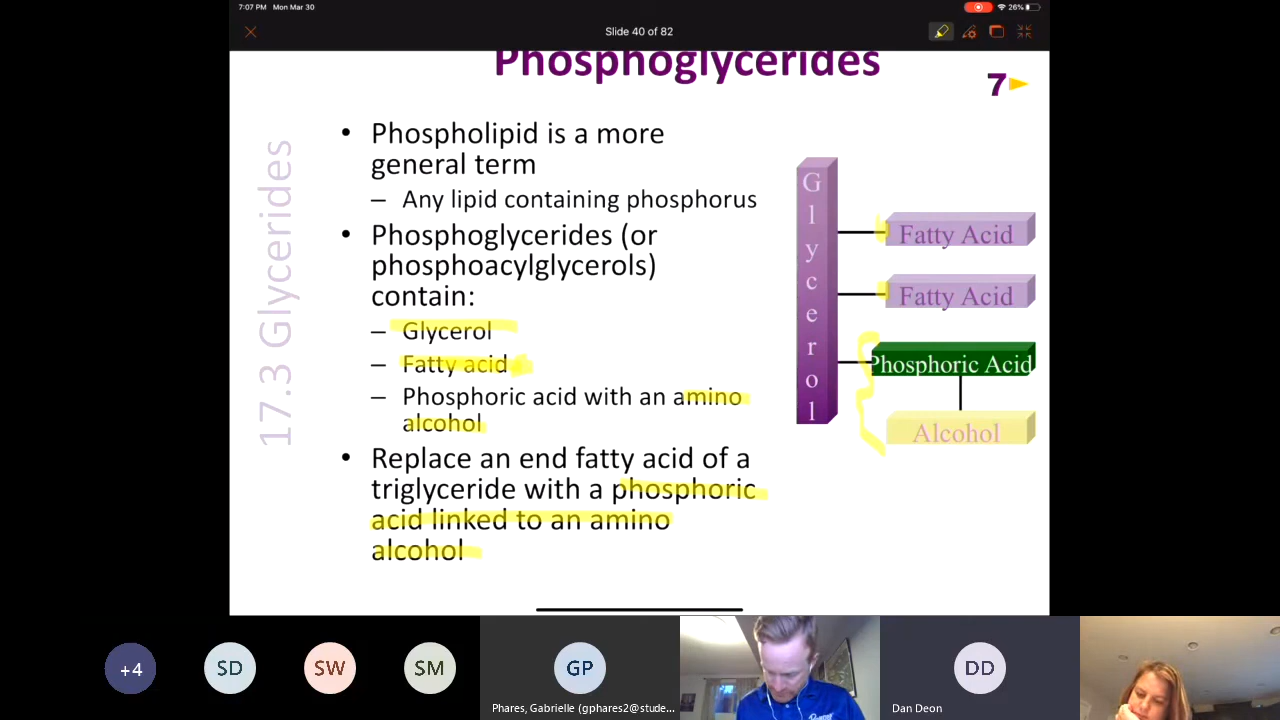 7:07 PM Mon Mar 30
26%
Slide 40 of 82
Phosphoglycerides
7
17.3 Glycerides
• Phospholipid is a more
general term
– Any lipid containing phosphorus
• Phosphoglycerides (or
phosphoacylglycerols)
contain:
– Glycerol
– Fatty acid
– Phosphoric acid with an amino
alcohol
• Replace an end fatty acid of a
triglyceride with a phosphoric
acid linked to an amino
alcohol
Glycerol
Fatty Acid
Fatty Acid
Phosphoric Acid
Alcohol
+4
SD
SW
SM
GP
DD
Phares, Gabrielle (gphares2@stude...
Dan Deon